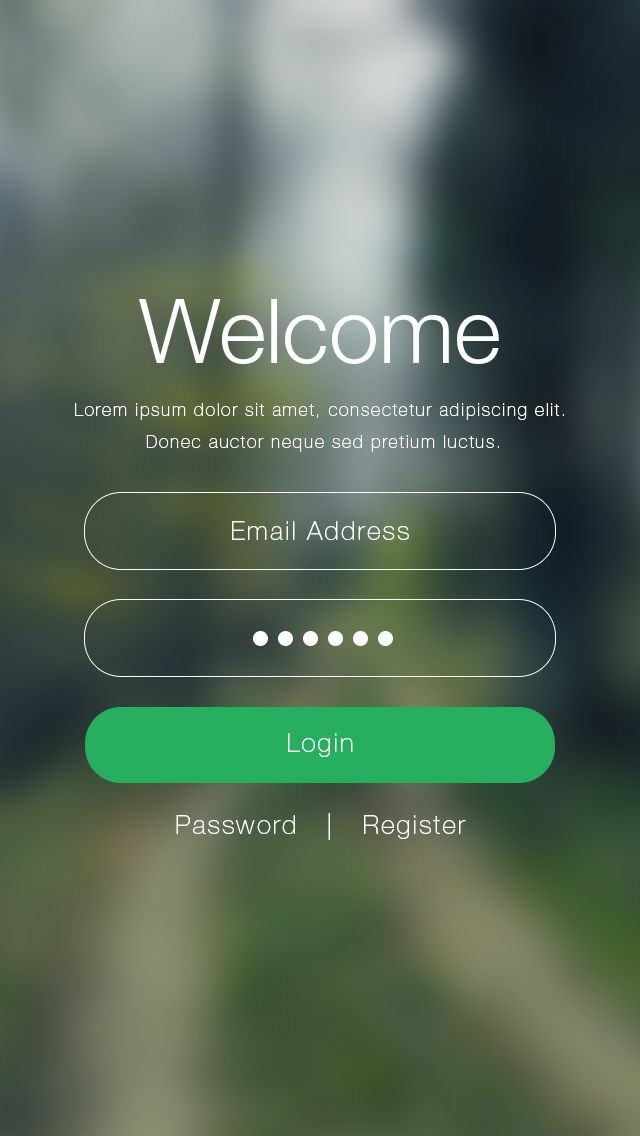 Welcome
Lorem ipsum dolor sit amet, consectetur adipiscing elit.
Donec auctor neque sed pretium luctus.
Email Address
Login
Password | Register